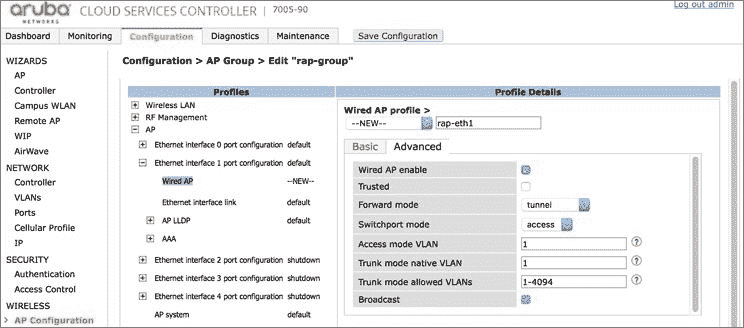 aruba NETWORKS CLOUD SERVICES CONTROLLER | 7005-90 Log out admin
Dashboard Monitoring Configuration Diagnostics Maintenance Save Configuration
WIZARDS
AP
Controller
Campus WLAN
Remote AP
WIP
AirWave
NETWORK
Controller
VLANs
Ports
Cellular Profile
IP
SECURITY
Authentication
Access Control
WIRELESS
> AP Configuration
Configuration > AP Group > Edit "rap-group"
Profiles
Wireless LAN
RF Management
AP
Ethernet interface 0 port configuration default
Ethernet interface 1 port configuration default
Wired AP --NEW--
Ethernet interface link default
AP LLDP default
AAA
Ethernet interface 2 port configuration shutdown
Ethernet interface 3 port configuration shutdown
Ethernet interface 4 port configuration shutdown
AP system default
Profile Details
Wired AP profile >
--NEW-- rap-eth1
Basic Advanced
Wired AP enable
Trusted
Forward mode tunnel
Switchport mode access
Access mode VLAN 1 ?
Trunk mode native VLAN 1 ?
Trunk mode allowed VLANs 1-4094 ?
Broadcast